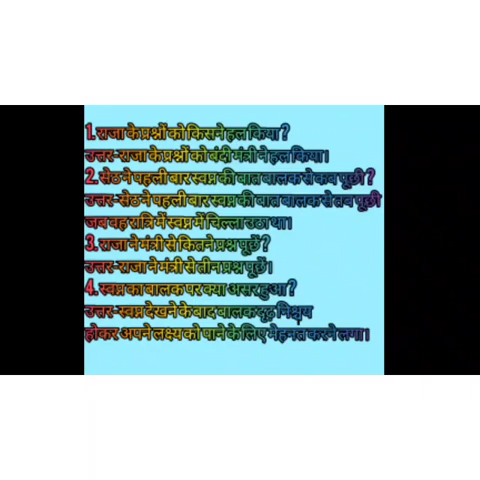 1. राजा के प्रश्नों को किसने हल किया ?
उत्तर-राजा के प्रश्नों को बंदी मंत्री ने हल किया।
2. सेठ ने पहली बार स्वप्न की बात बालक से कब पूछी ?
उत्तर-सेठ ने पहली बार स्वप्न की बात बालक से तब पूछी
जब वह रात्रि में स्वप्न में चिल्ला उठा था।
3. राजा ने मंत्री से कितने प्रश्न पूछें ?
उत्तर-राजा ने मंत्री से तीन प्रश्न पूछें।
4. स्वप्न का बालक पर क्या असर हुआ ?
उत्तर-स्वप्न देखने के बाद बालक दृढ़ निश्चय
होकर अपने लक्ष्य को पाने के लिए मेहनत करने लगा।